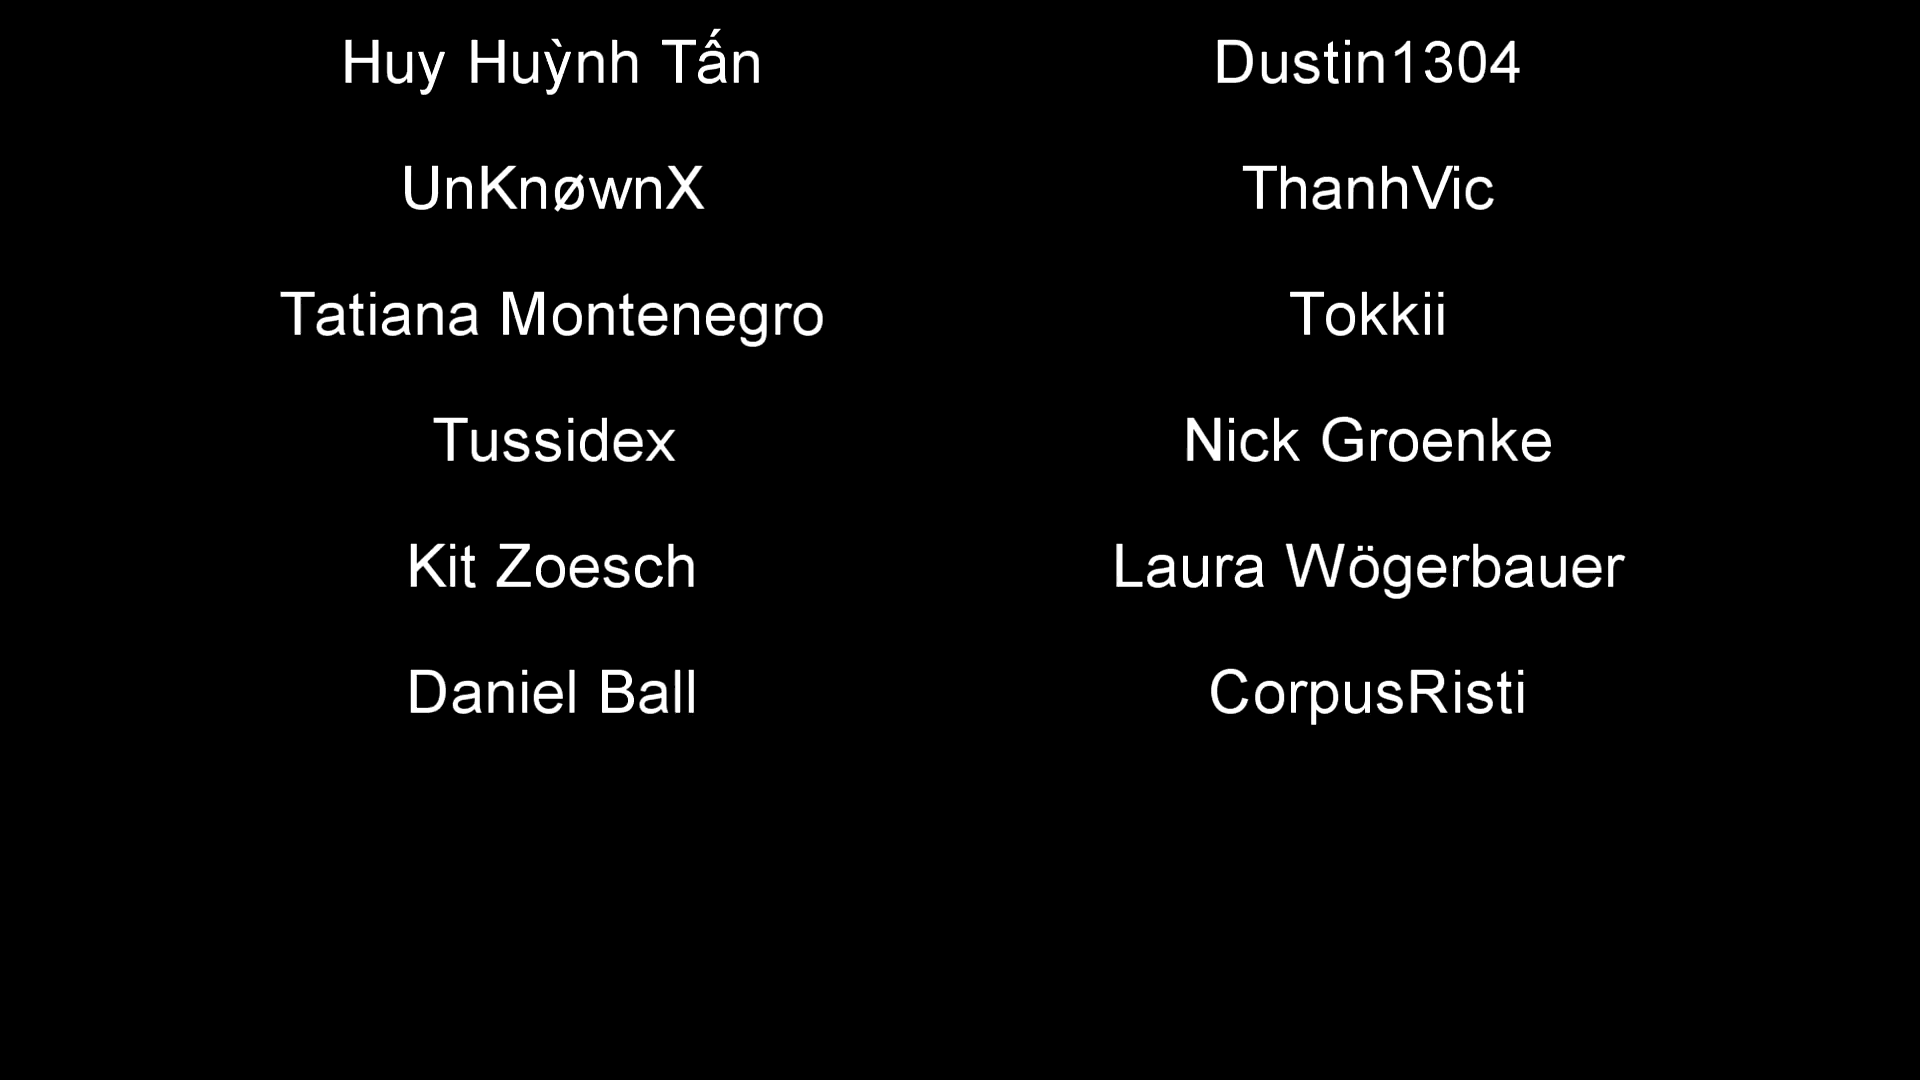 Huy Huỳnh Tấn
Dustin1304
UnKnøwnX
ThanhVic
Tatiana Montenegro
Tokkii
Tussidex
Nick Groenke
Kit Zoesch
Laura Wögerbauer
Daniel Ball
CorpusRisti